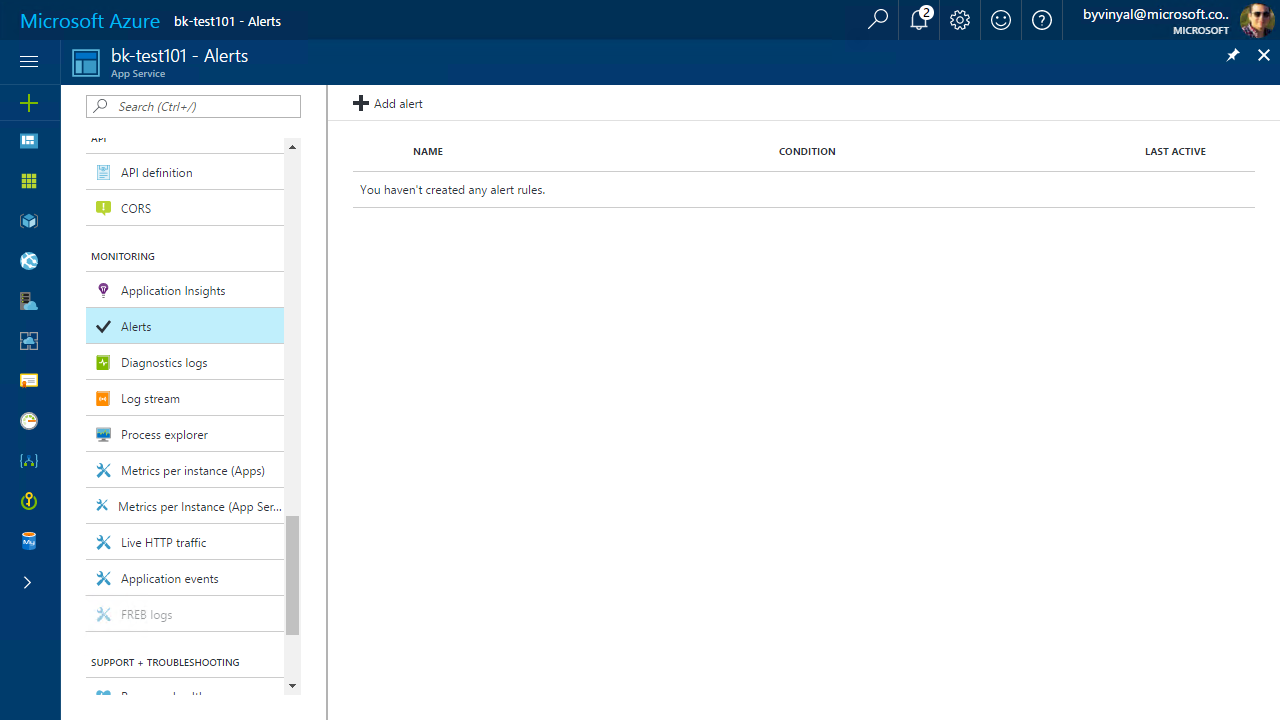 Microsoft Azure bk-test101 - Alerts
2
byvinyal@microsoft.co..
MICROSOFT
bk-test101 - Alerts
App Service
Search (Ctrl+/)
API
API definition
CORS
MONITORING
Application Insights
Alerts
Diagnostics logs
Log stream
Process explorer
Metrics per instance (Apps)
Metrics per Instance (App Ser...
Live HTTP traffic
Application events
FREB logs
SUPPORT + TROUBLESHOOTING
Add alert
NAME CONDITION LAST ACTIVE
You haven't created any alert rules.